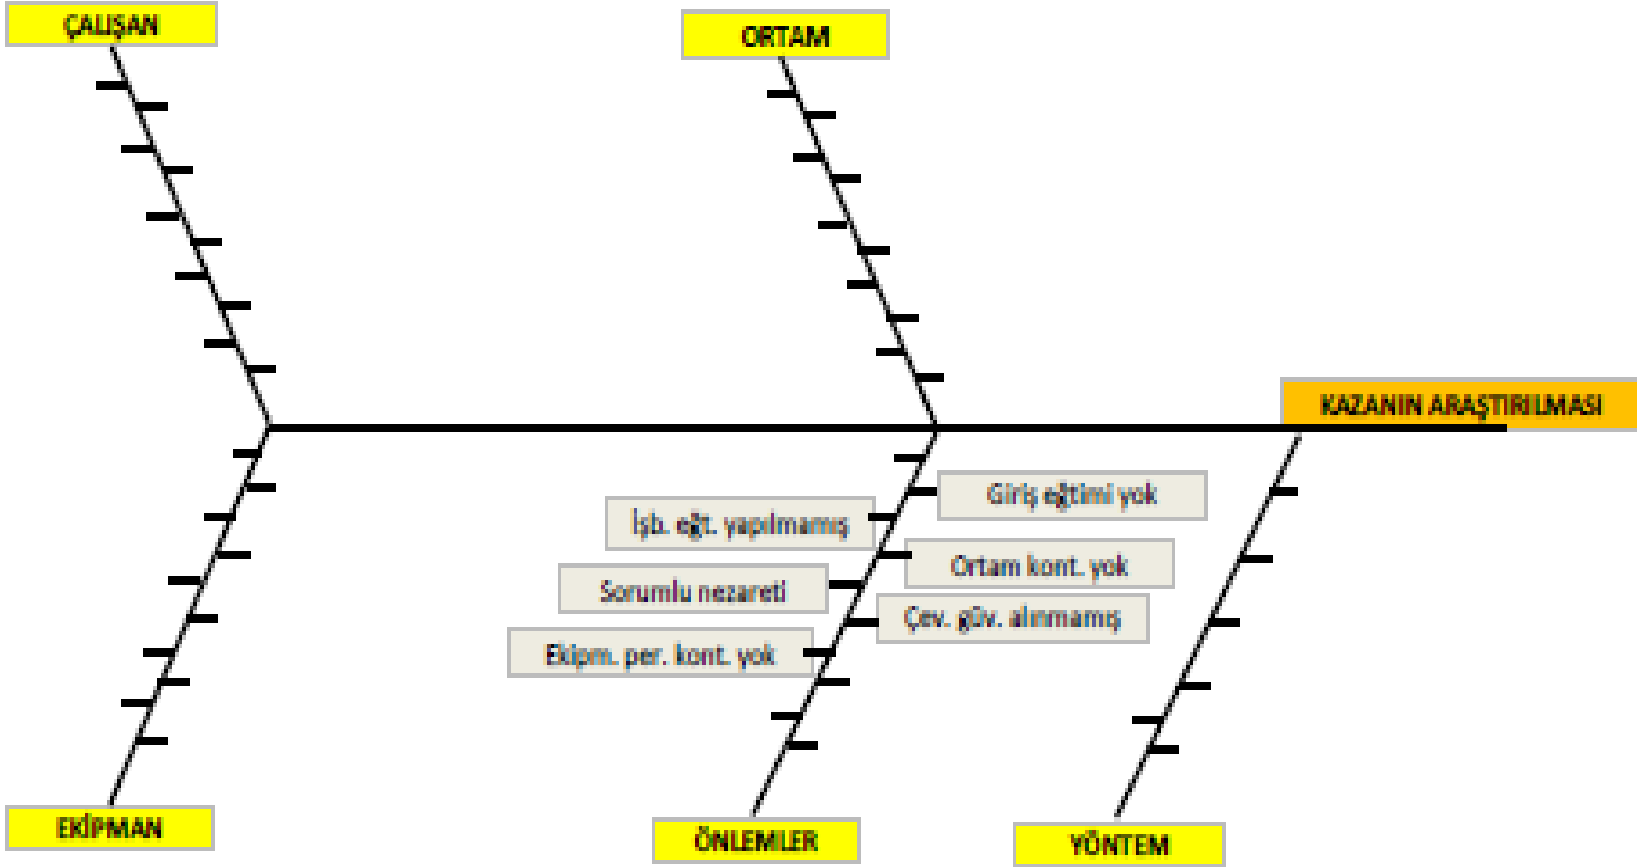 ÇALIŞAN
ORTAM
KAZANIN ARAŞTIRILMASI
Giriş eğtimi yok
İşb. eğt. yapılmamış
Ortam kont. yok
Sorumlu nezareti
Çev. güv. alınmamış
Ekipm. per. kont. yok
EKİPMAN
ÖNLEMLER
YÖNTEM